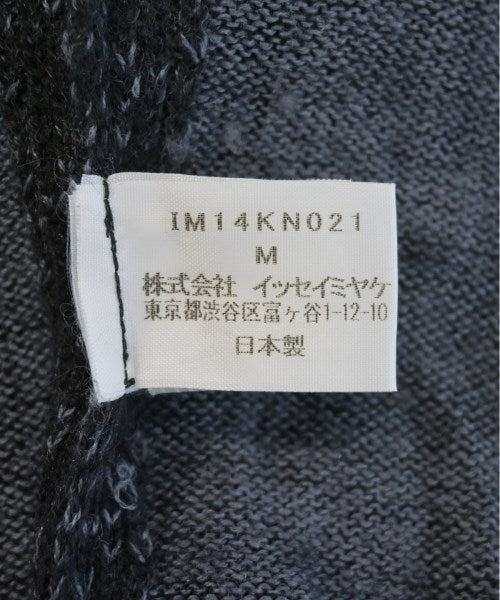 IM14KN021
M
株式会社 イッセイミヤケ
東京都渋谷区富ヶ谷1-12-10
日本製